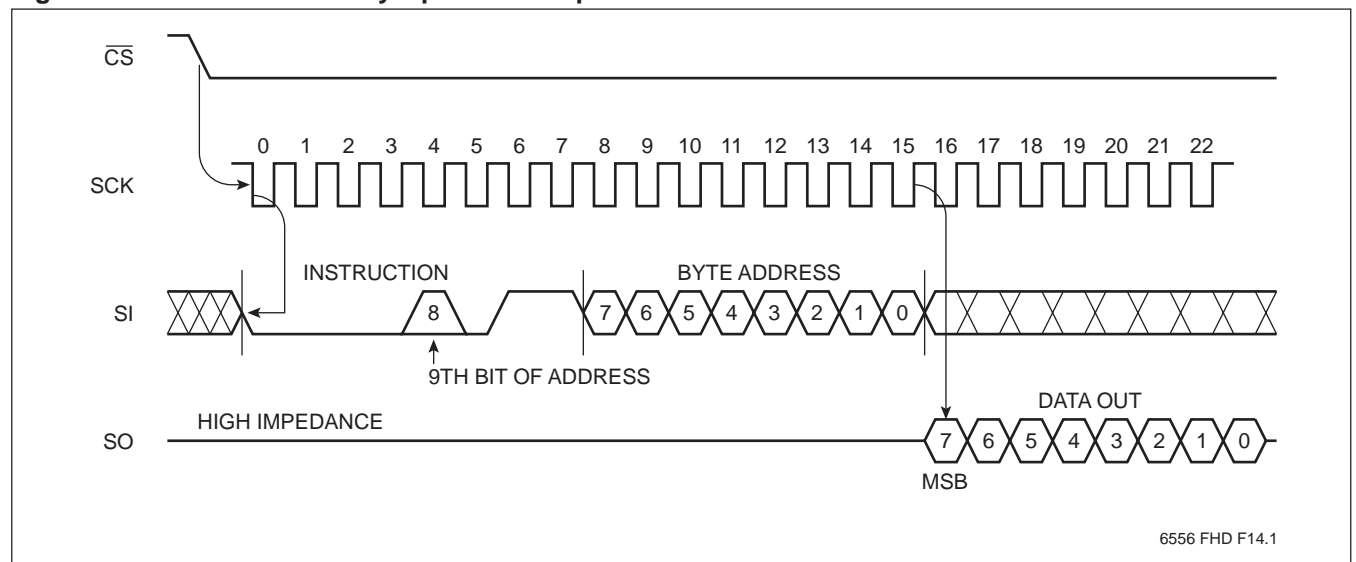 CS
0 1 2 3 4 5 6 7 8 9 10 11 12 13 14 15 16 17 18 19 20 21 22
SCK
INSTRUCTION
BYTE ADDRESS
SI
8
7 6 5 4 3 2 1 0
9TH BIT OF ADDRESS
DATA OUT
HIGH IMPEDANCE
SO
7 6 5 4 3 2 1 0
MSB
6556 FHD F14.1